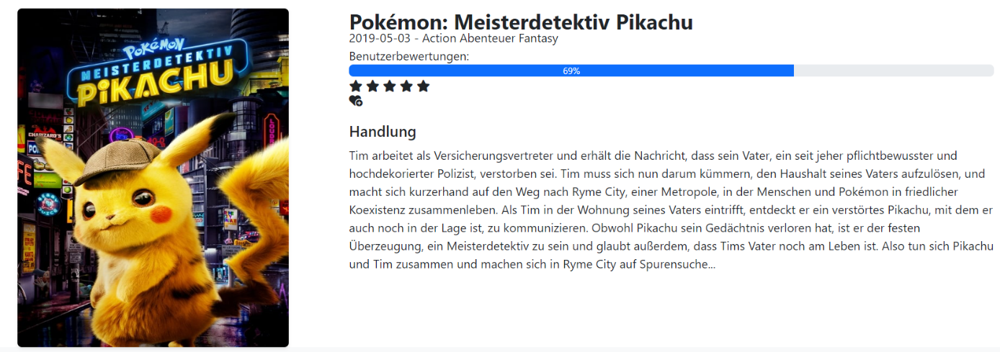 POKéMON
MEISTERDETEKTIV
PIKACHU
CHARIZARD'S
Pokémon: Meisterdetektiv Pikachu
2019-05-03 - Action Abenteuer Fantasy
Benutzerbewertungen:
69%
Handlung
Tim arbeitet als Versicherungsvertreter und erhält die Nachricht, dass sein Vater, ein seit jeher pflichtbewusster und
hochdekorierter Polizist, verstorben sei. Tim muss sich nun darum kümmern, den Haushalt seines Vaters aufzulösen, und
macht sich kurzerhand auf den Weg nach Ryme City, einer Metropole, in der Menschen und Pokémon in friedlicher
Koexistenz zusammenleben. Als Tim in der Wohnung seines Vaters eintrifft, entdeckt er ein verstörtes Pikachu, mit dem er
auch noch in der Lage ist, zu kommunizieren. Obwohl Pikachu sein Gedächtnis verloren hat, ist er der festen
Überzeugung, ein Meisterdetektiv zu sein und glaubt außerdem, dass Tims Vater noch am Leben ist. Also tun sich Pikachu
und Tim zusammen und machen sich in Ryme City auf Spurensuche...